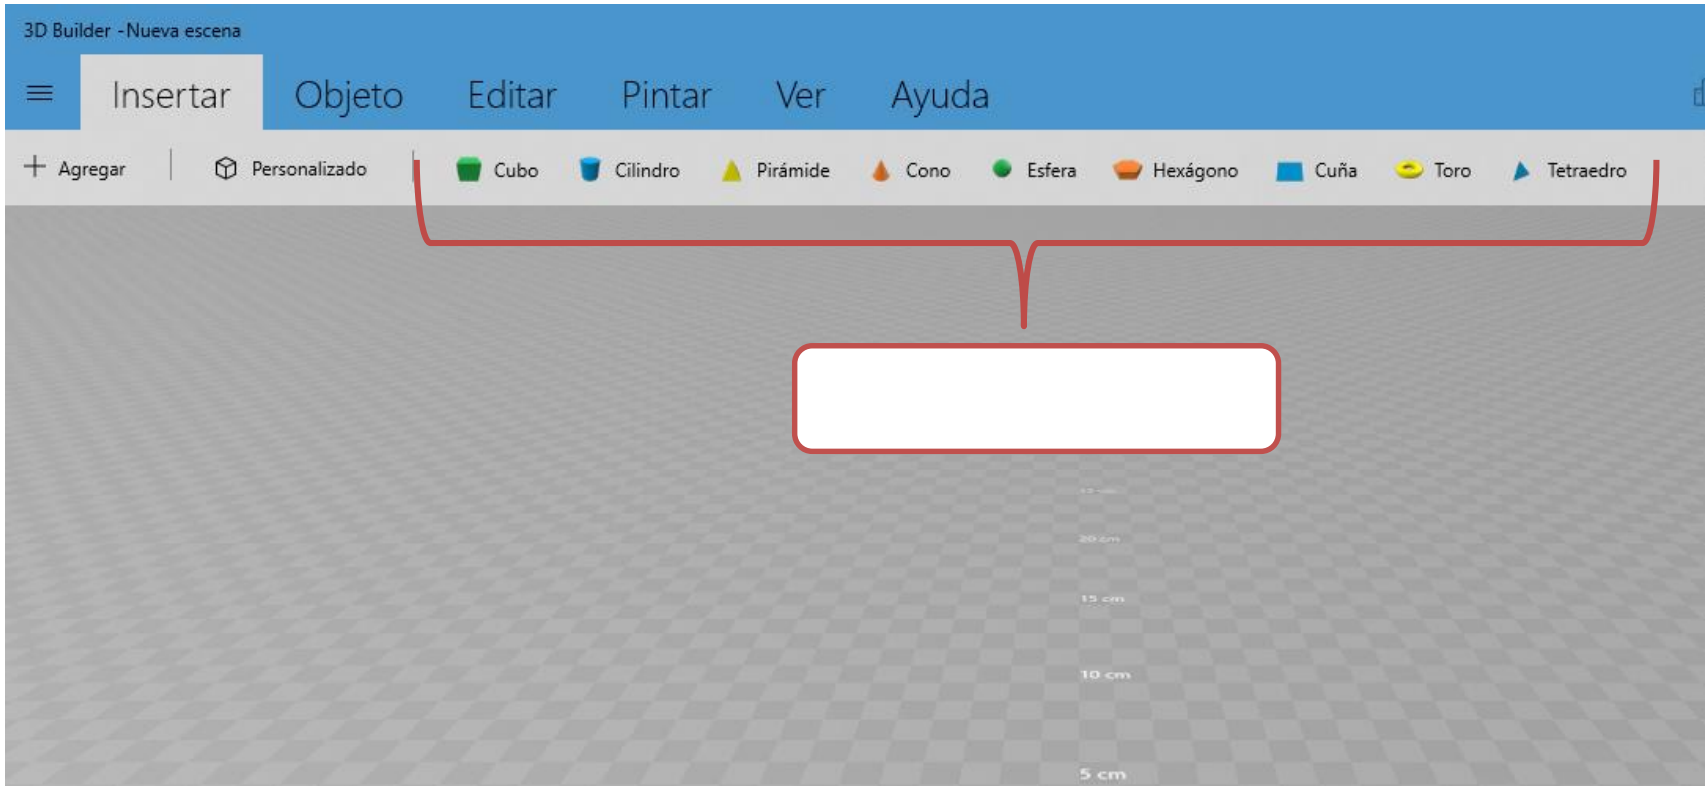 3D Builder -Nueva escena
Insertar Objeto Editar Pintar Ver Ayuda
Agregar Personalizado Cubo Cilindro Pirámide Cono Esfera Hexágono Cuña Toro Tetraedro
20 cm
15 cm
10 cm
5 cm